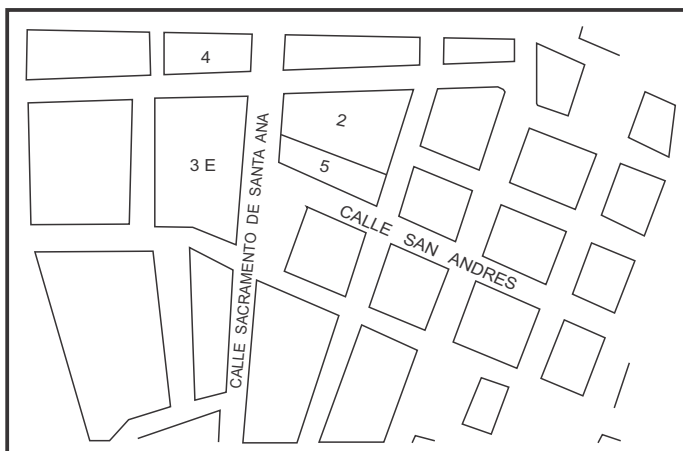 4
2
3 E
5
CALLE SACRAMENTO DE SANTA ANA
CALLE SAN ANDRES